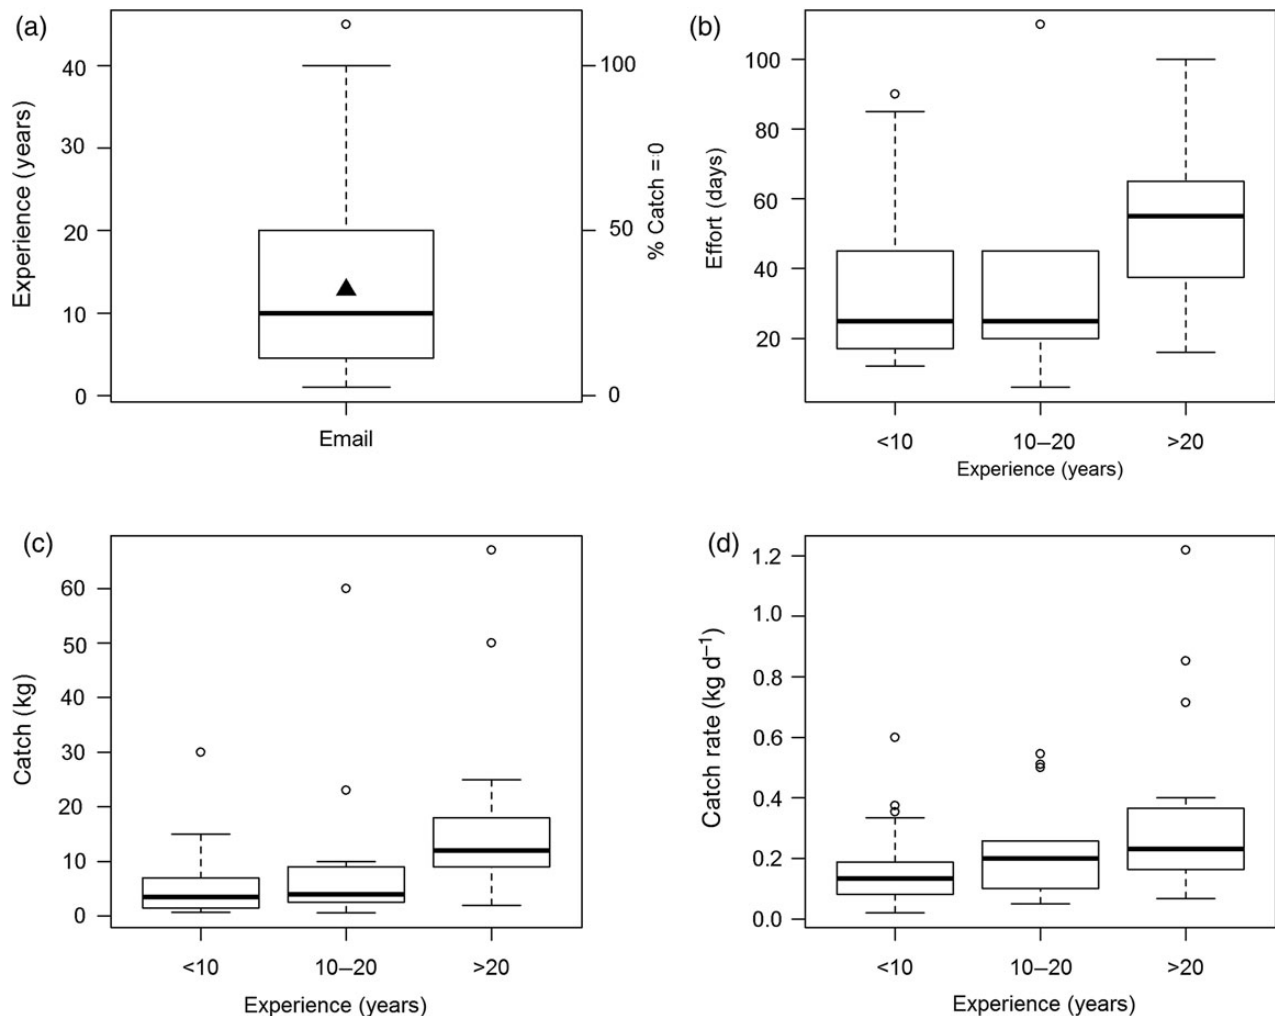 (a)
Experience (years)
40
30
20
10
0
100
50
0
% Catch = 0
Email
(b)
Effort (days)
100
80
60
40
20
<10 10–20 >20
Experience (years)
(c)
Catch (kg)
60
50
40
30
20
10
0
<10 10–20 >20
Experience (years)
(d)
Catch rate (kg d⁻¹)
1.2
1.0
0.8
0.6
0.4
0.2
0.0
<10 10–20 >20
Experience (years)